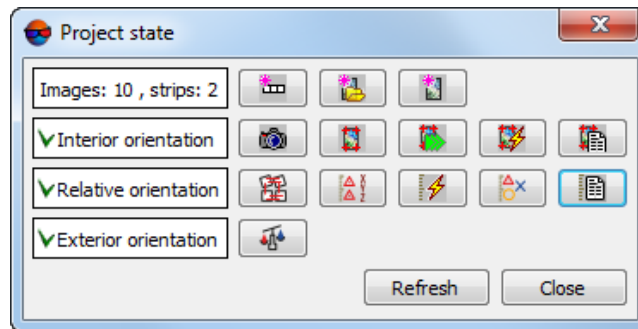 Project state
Images: 10 , strips: 2
Interior orientation
Relative orientation
Exterior orientation
Refresh
Close